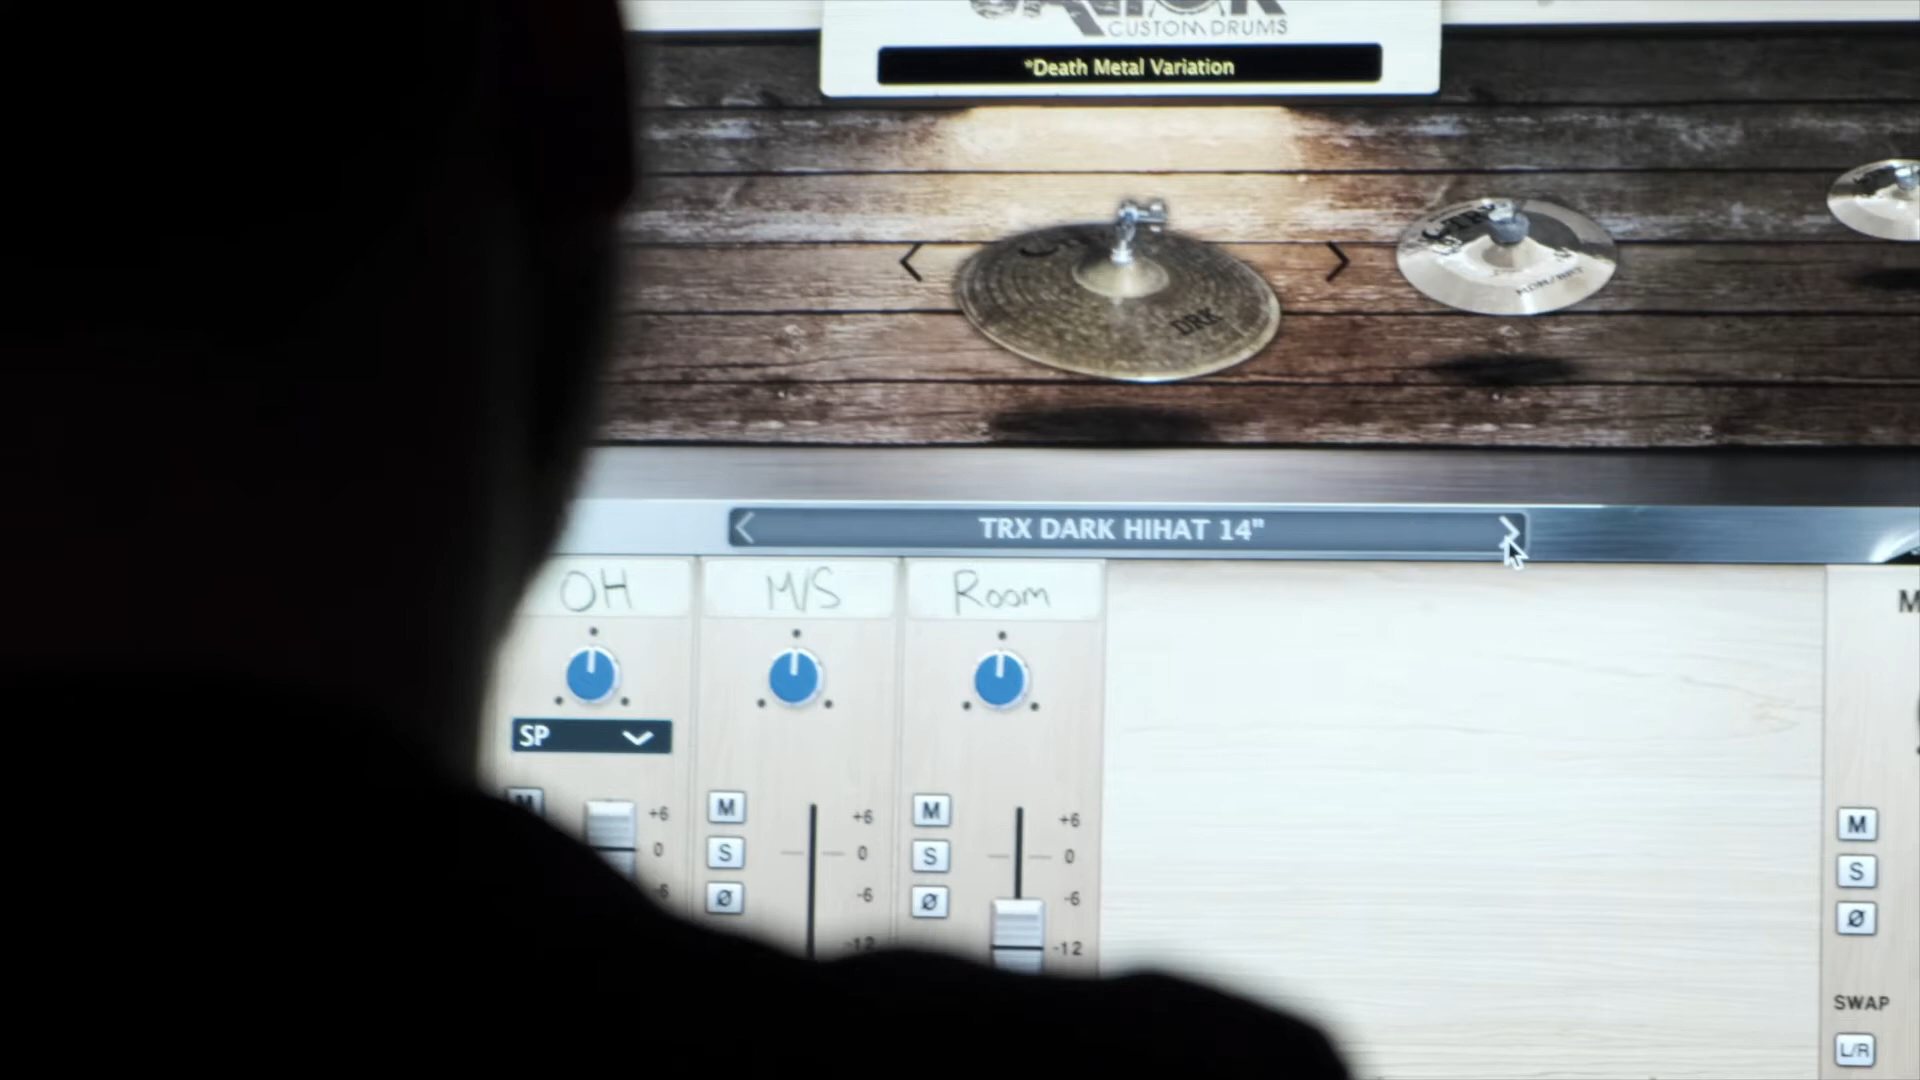 CUSTOM DRUMS
*Death Metal Variation
DRK
TRX DARK HIHAT 14"
OH
M/S
Room
SP
M
+6
0
-6
M
S
Ø
+6
0
-6
-12
M
S
Ø
+6
0
-6
-12
M
M
S
Ø
SWAP
L/R